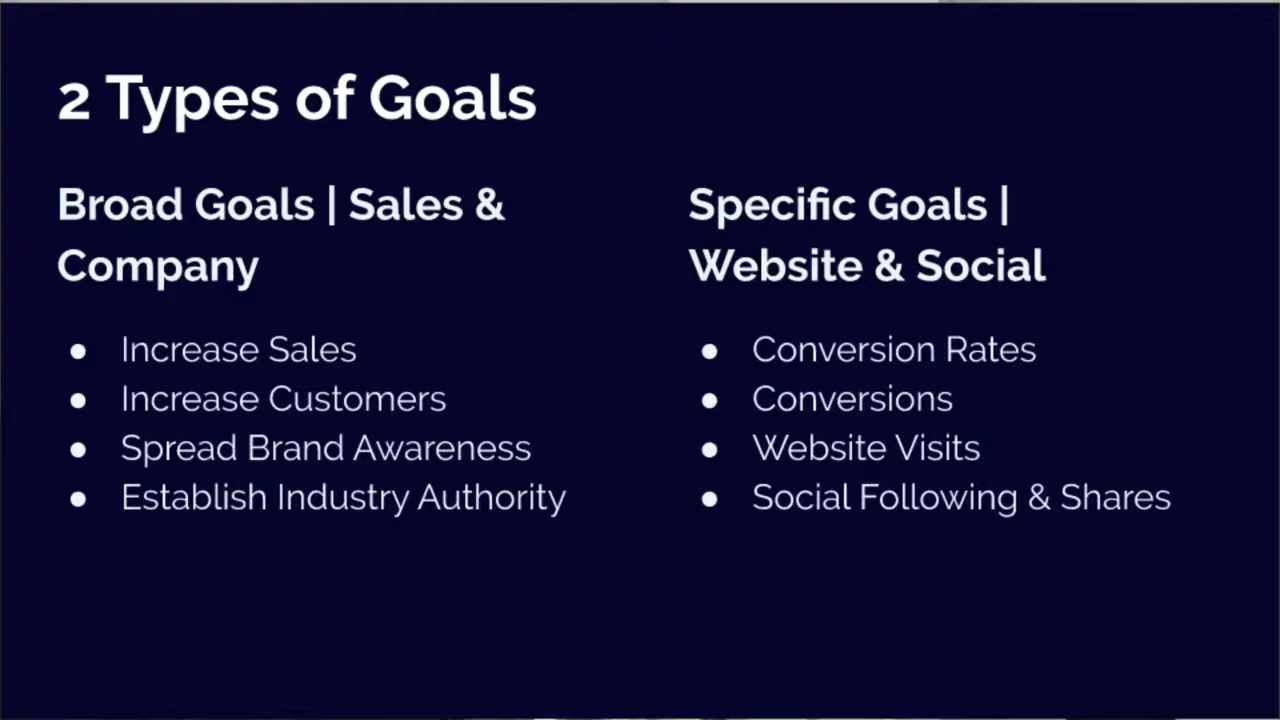 2 Types of Goals
Broad Goals | Sales &
Company
● Increase Sales
● Increase Customers
● Spread Brand Awareness
● Establish Industry Authority
Specific Goals |
Website & Social
● Conversion Rates
● Conversions
● Website Visits
● Social Following & Shares